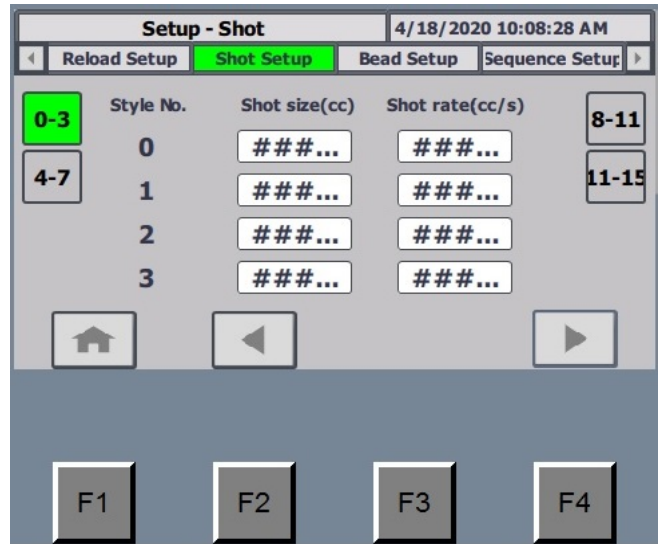 Setup - Shot 4/18/2020 10:08:28 AM
Reload Setup Shot Setup Bead Setup Sequence Setup
Style No. Shot size(cc) Shot rate(cc/s)
0-3 8-11
0 ###... ###...
4-7 11-15
1 ###... ###...
2 ###... ###...
3 ###... ###...
F1 F2 F3 F4